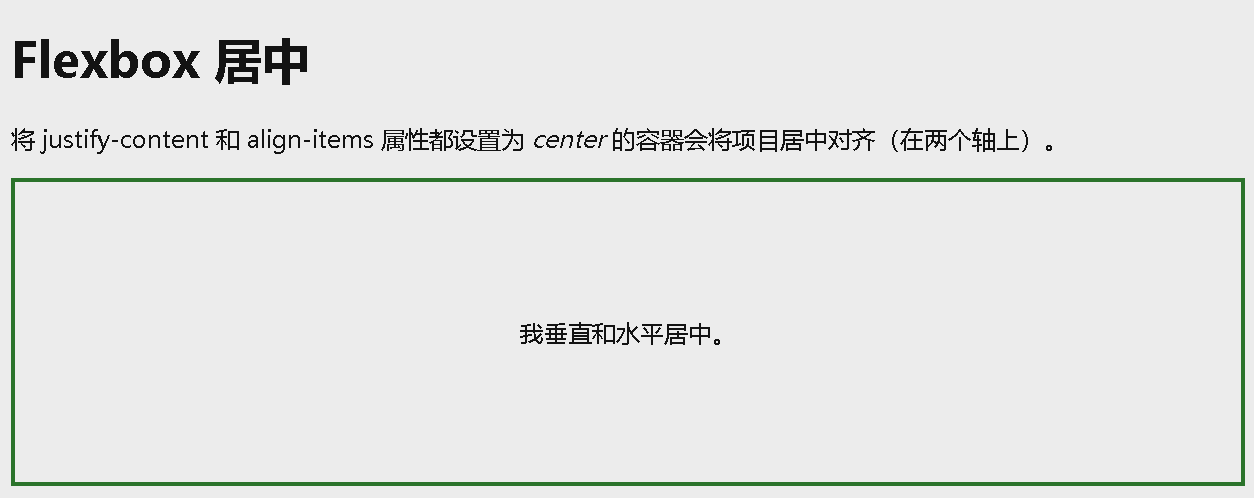 Flexbox 居中
将 justify-content 和 align-items 属性都设置为 center 的容器会将项目居中对齐（在两个轴上）。
我垂直和水平居中。